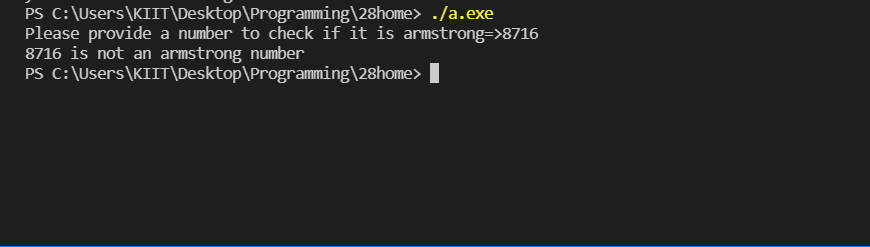 PS C:\Users\KIIT\Desktop\Programming\28home> ./a.exe
Please provide a number to check if it is armstrong=>8716
8716 is not an armstrong number
PS C:\Users\KIIT\Desktop\Programming\28home>